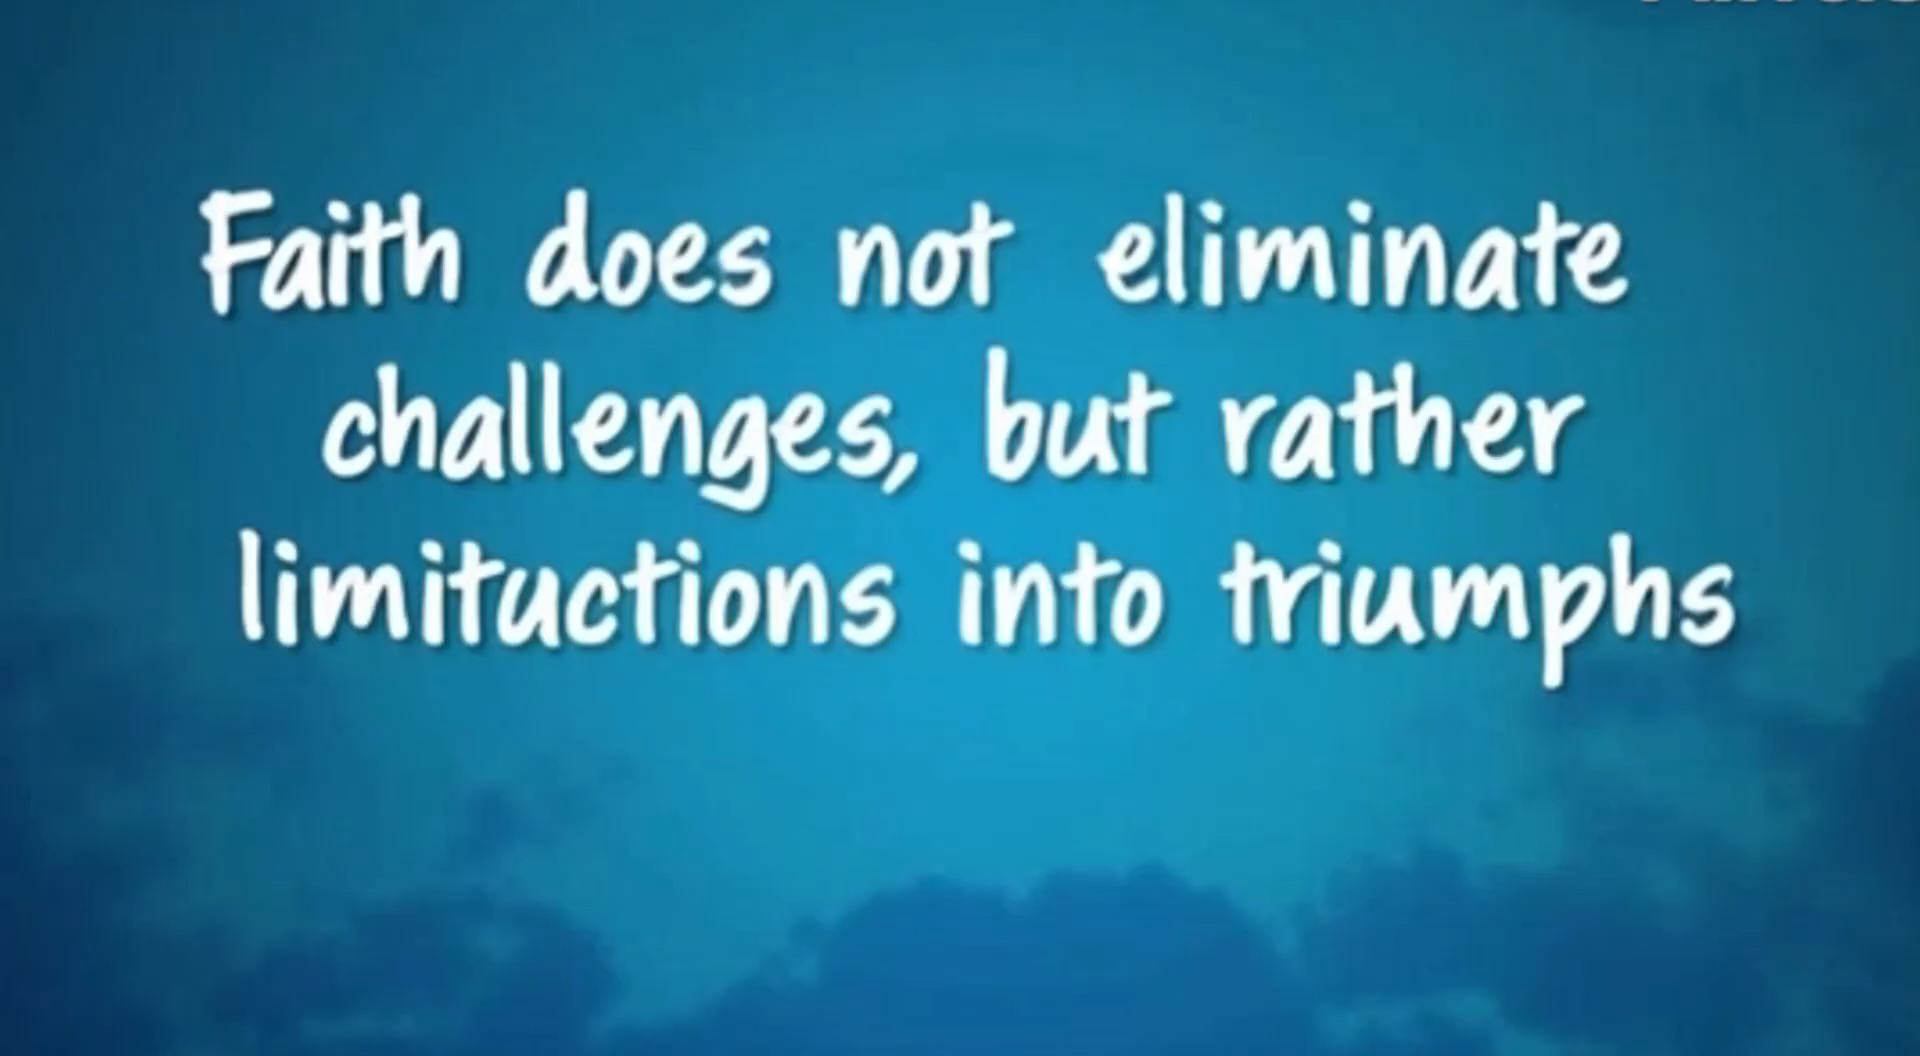 Faith does not eliminate
challenges, but rather
limituctions into triumphs